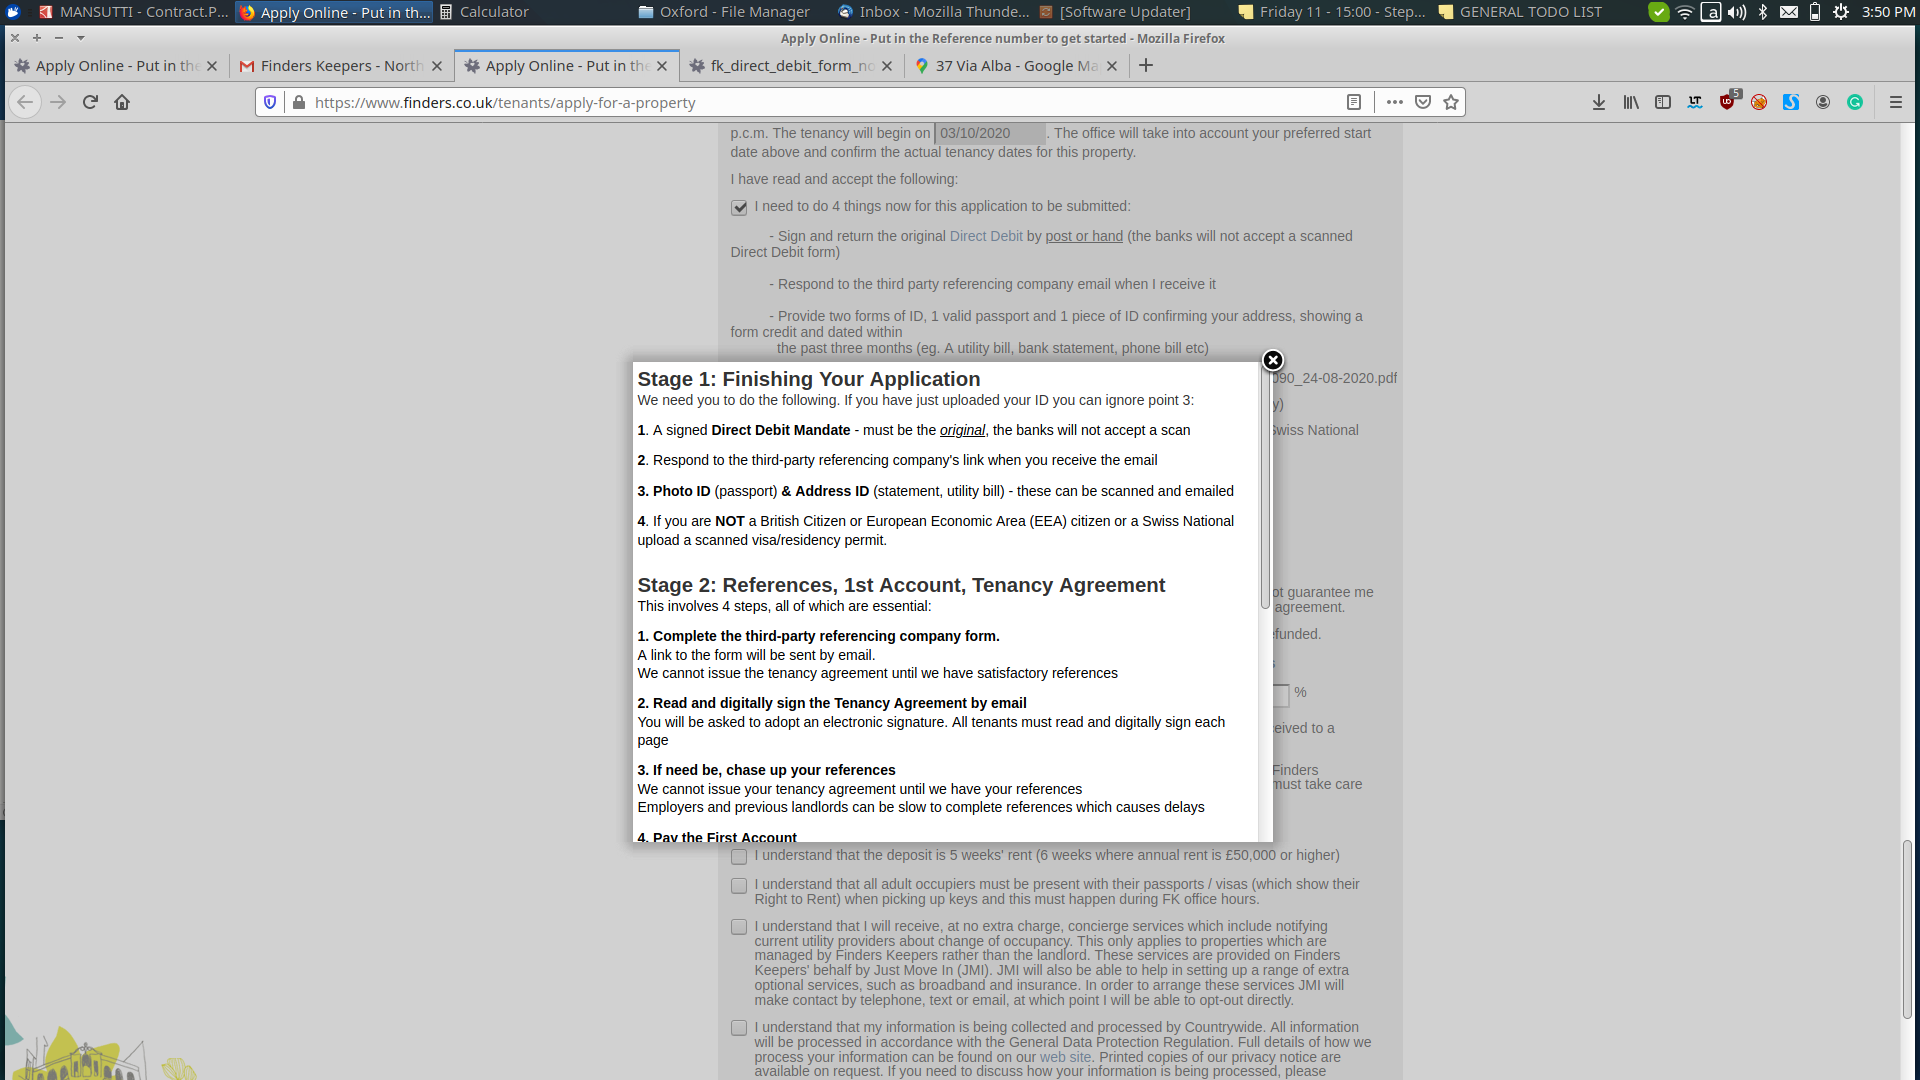 MANSUTTI - Contract.P...
Apply Online - Put in th...
Calculator
Oxford - File Manager
Inbox - Mozilla Thunde...
[Software Updater]
Friday 11 - 15:00 - Step...
GENERAL TODO LIST
3:50 PM
Apply Online - Put in the Reference number to get started - Mozilla Firefox
Apply Online - Put in the
Finders Keepers - North
Apply Online - Put in the
fk_direct_debit_form_no
37 Via Alba - Google Ma
https://www.finders.co.uk/tenants/apply-for-a-property
5
p.c.m. The tenancy will begin on 03/10/2020 . The office will take into account your preferred start
date above and confirm the actual tenancy dates for this property.
I have read and accept the following:
I need to do 4 things now for this application to be submitted:
- Sign and return the original Direct Debit by post or hand (the banks will not accept a scanned
Direct Debit form)
- Respond to the third party referencing company email when I receive it
- Provide two forms of ID, 1 valid passport and 1 piece of ID confirming your address, showing a
form credit and dated within
the past three months (eg. A utility bill, bank statement, phone bill etc)
090_24-08-2020.pdf
y)
Swiss National
ot guarantee me
agreement.
efunded.
s
%
eived to a
Finders
must take care
Stage 1: Finishing Your Application
We need you to do the following. If you have just uploaded your ID you can ignore point 3:
1. A signed Direct Debit Mandate - must be the original, the banks will not accept a scan
2. Respond to the third-party referencing company's link when you receive the email
3. Photo ID (passport) & Address ID (statement, utility bill) - these can be scanned and emailed
4. If you are NOT a British Citizen or European Economic Area (EEA) citizen or a Swiss National
upload a scanned visa/residency permit.
Stage 2: References, 1st Account, Tenancy Agreement
This involves 4 steps, all of which are essential:
1. Complete the third-party referencing company form.
A link to the form will be sent by email.
We cannot issue the tenancy agreement until we have satisfactory references
2. Read and digitally sign the Tenancy Agreement by email
You will be asked to adopt an electronic signature. All tenants must read and digitally sign each
page
3. If need be, chase up your references
We cannot issue your tenancy agreement until we have your references
Employers and previous landlords can be slow to complete references which causes delays
4. Pay the First Account
I understand that the deposit is 5 weeks' rent (6 weeks where annual rent is £50,000 or higher)
I understand that all adult occupiers must be present with their passports / visas (which show their
Right to Rent) when picking up keys and this must happen during FK office hours.
I understand that I will receive, at no extra charge, concierge services which include notifying
current utility providers about change of occupancy. This only applies to properties which are
managed by Finders Keepers rather than the landlord. These services are provided on Finders
Keepers' behalf by Just Move In (JMI). JMI will also be able to help in setting up a range of extra
optional services, such as broadband and insurance. In order to arrange these services JMI will
make contact by telephone, text or email, at which point I will be able to opt-out directly.
I understand that my information is being collected and processed by Countrywide. All information
will be processed in accordance with the General Data Protection Regulation. Full details of how we
process your information can be found on our web site. Printed copies of our privacy notice are
available on request. If you need to discuss how your information is being processed, please